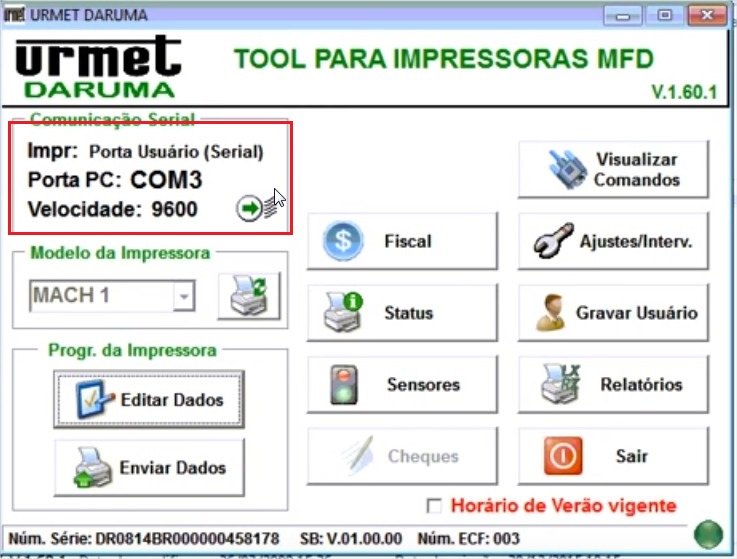 urmet URMET DARUMA
urmet
DARUMA
TOOL PARA IMPRESSORAS MFD
V.1.60.1
Comunicação Serial
Impr: Porta Usuário (Serial)
Porta PC: COM3
Velocidade: 9600
Modelo da Impressora
MACH 1
Progr. da Impressora
Editar Dados
Enviar Dados
Fiscal
Status
Sensores
Cheques
Visualizar
Comandos
Ajustes/Interv.
Gravar Usuário
Relatórios
Sair
Horário de Verão vigente
Núm. Série: DR0814BR000000458178 SB: V.01.00.00 Núm. ECF: 003